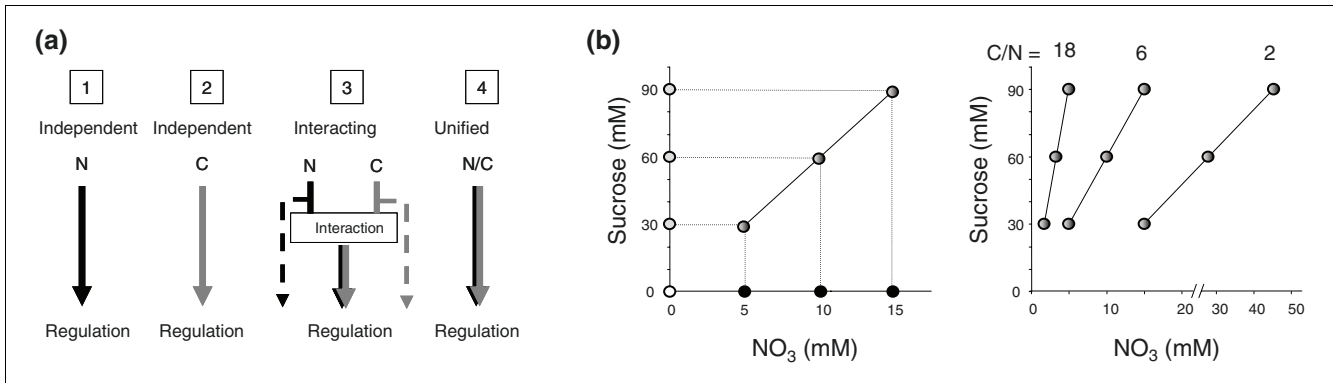 (a)
1 2 3 4
Independent Independent Interacting Unified
N C N C N/C
Interaction
Regulation Regulation Regulation Regulation
(b)
Sucrose (mM)
90
60
30
0
0 5 10 15
NO3 (mM)
C/N = 18 6 2
Sucrose (mM)
90
60
30
0
0 10 20 30 40 50
NO3 (mM)